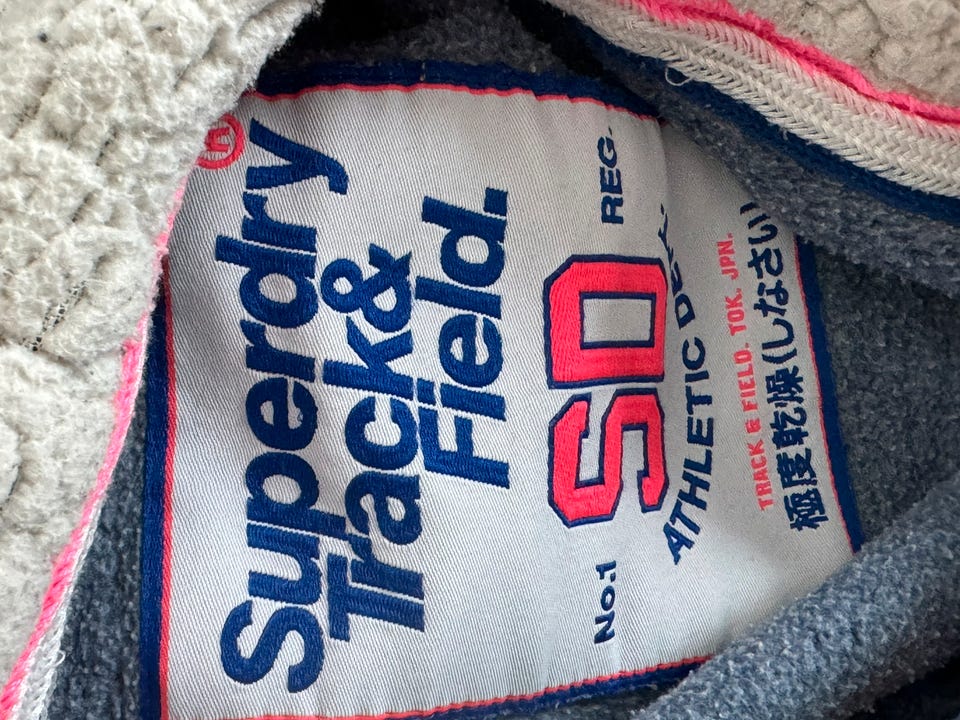 Superdry®
Track &
Field.
No.1 SD REG.
ATHLETIC DEPT.
TRACK & FIELD. TOK. JPN.
極度乾燥(しなさい)